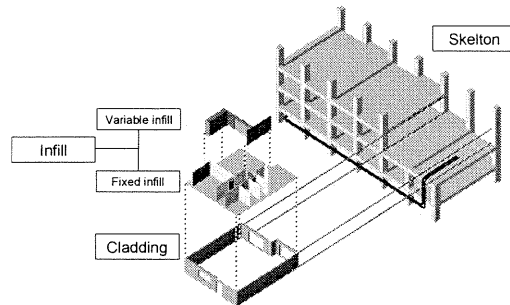 Skelton
Variable infill
Infill
Fixed infill
Cladding